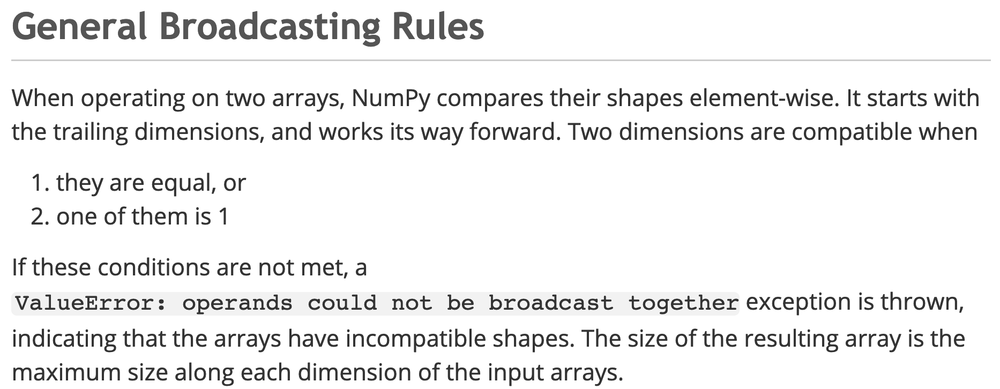 General Broadcasting Rules
When operating on two arrays, NumPy compares their shapes element-wise. It starts with
the trailing dimensions, and works its way forward. Two dimensions are compatible when
1. they are equal, or
2. one of them is 1
If these conditions are not met, a
ValueError: operands could not be broadcast together exception is thrown,
indicating that the arrays have incompatible shapes. The size of the resulting array is the
maximum size along each dimension of the input arrays.